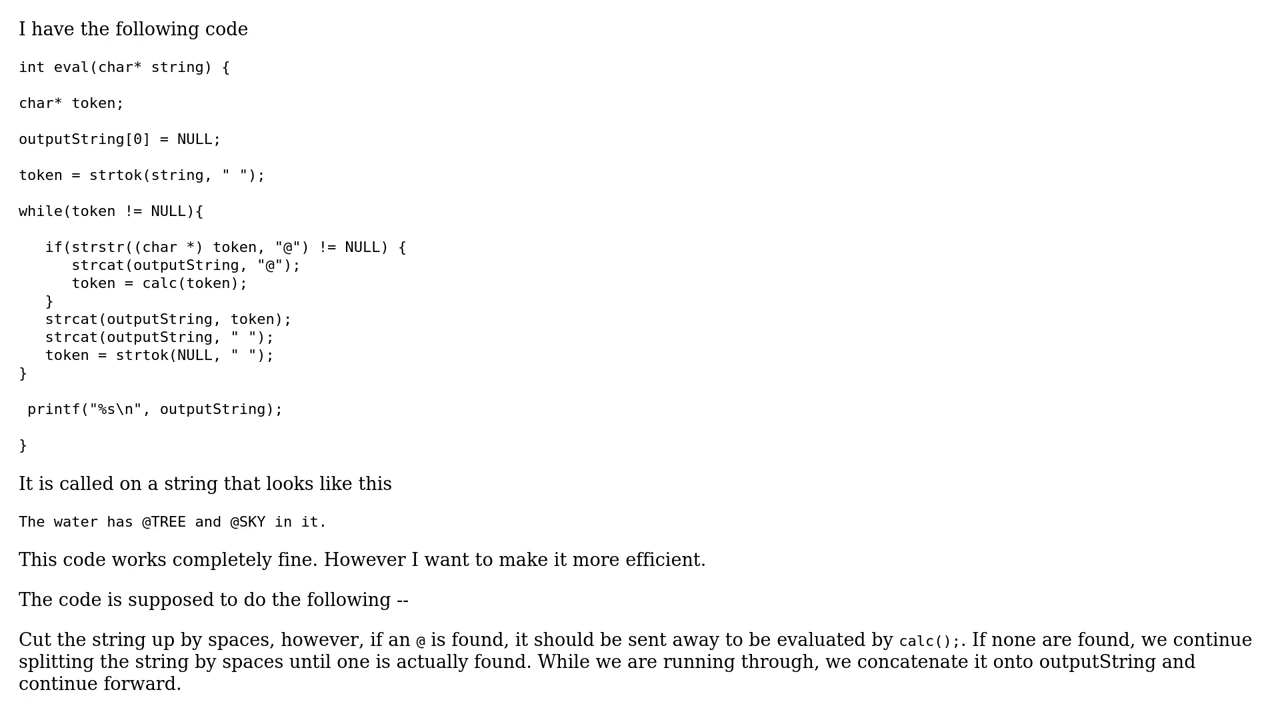 I have the following code
int eval(char* string) {
char* token;
outputString[0] = NULL;
token = strtok(string, " ");
while(token != NULL){
   if(strstr((char *) token, "@") != NULL) {
      strcat(outputString, "@");
      token = calc(token);
   }
   strcat(outputString, token);
   strcat(outputString, " ");
   token = strtok(NULL, " ");
}
 printf("%s\n", outputString);
}
It is called on a string that looks like this
The water has @TREE and @SKY in it.
This code works completely fine. However I want to make it more efficient.
The code is supposed to do the following --
Cut the string up by spaces, however, if an @ is found, it should be sent away to be evaluated by calc();. If none are found, we continue
splitting the string by spaces until one is actually found. While we are running through, we concatenate it onto outputString and
continue forward.